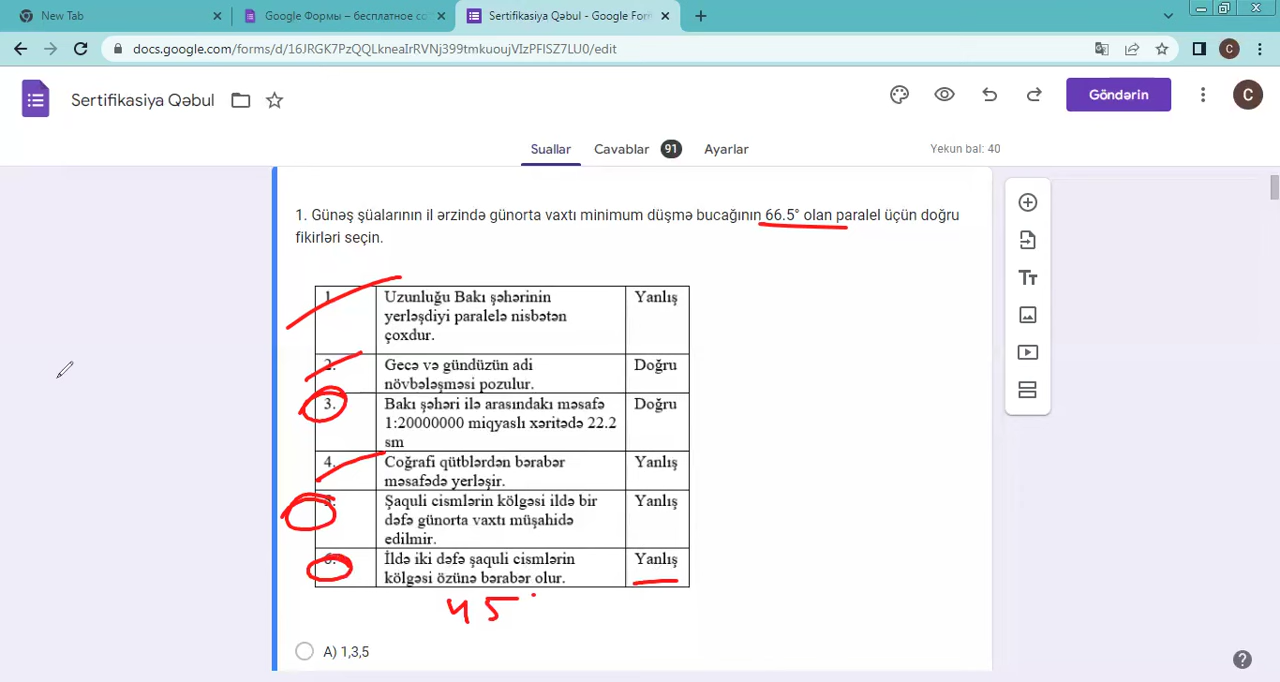 New Tab
Google Формы – бесплатное со
Sertifikasiya Qəbul - Google For
docs.google.com/forms/d/16JRGK7PzQQLkneaIrRVNj399tmkuoujVIzPFISZ7LU0/edit
C
Sertifikasiya Qəbul
Göndərin
C
Suallar
Cavablar 91
Ayarlar
Yekun bal: 40
1. Günəş şüalarının il ərzində günorta vaxtı minimum düşmə bucağının 66.5° olan paralel üçün doğru
fikirləri seçin.
1. Uzunluğu Bakı şəhərinin Yanlış
yerləşdiyi paralelə nisbətən
çoxdur.
2. Gecə və gündüzün adi Doğru
növbələşməsi pozulur.
3. Bakı şəhəri ilə arasındakı məsafə Doğru
1:20000000 miqyaslı xəritədə 22.2
sm
4. Coğrafi qütblərdən bərabər Yanlış
məsafədə yerləşir.
5. Şaquli cismlərin kölgəsi ildə bir Yanlış
dəfə günorta vaxtı müşahidə
edilmir.
6. İldə iki dəfə şaquli cismlərin Yanlış
kölgəsi özünə bərabər olur.
45
A) 1,3,5